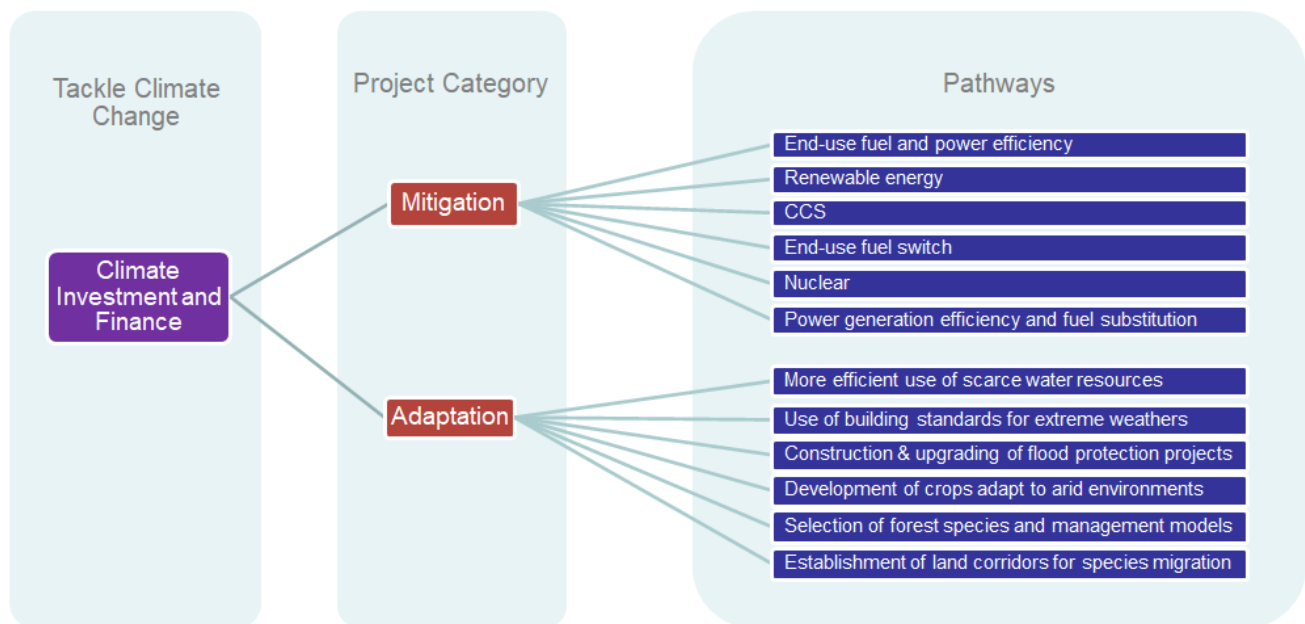 Tackle Climate
Change
Project Category
Pathways
Climate
Investment and
Finance
Mitigation
Adaptation
End-use fuel and power efficiency
Renewable energy
CCS
End-use fuel switch
Nuclear
Power generation efficiency and fuel substitution
More efficient use of scarce water resources
Use of building standards for extreme weathers
Construction & upgrading of flood protection projects
Development of crops adapt to arid environments
Selection of forest species and management models
Establishment of land corridors for species migration